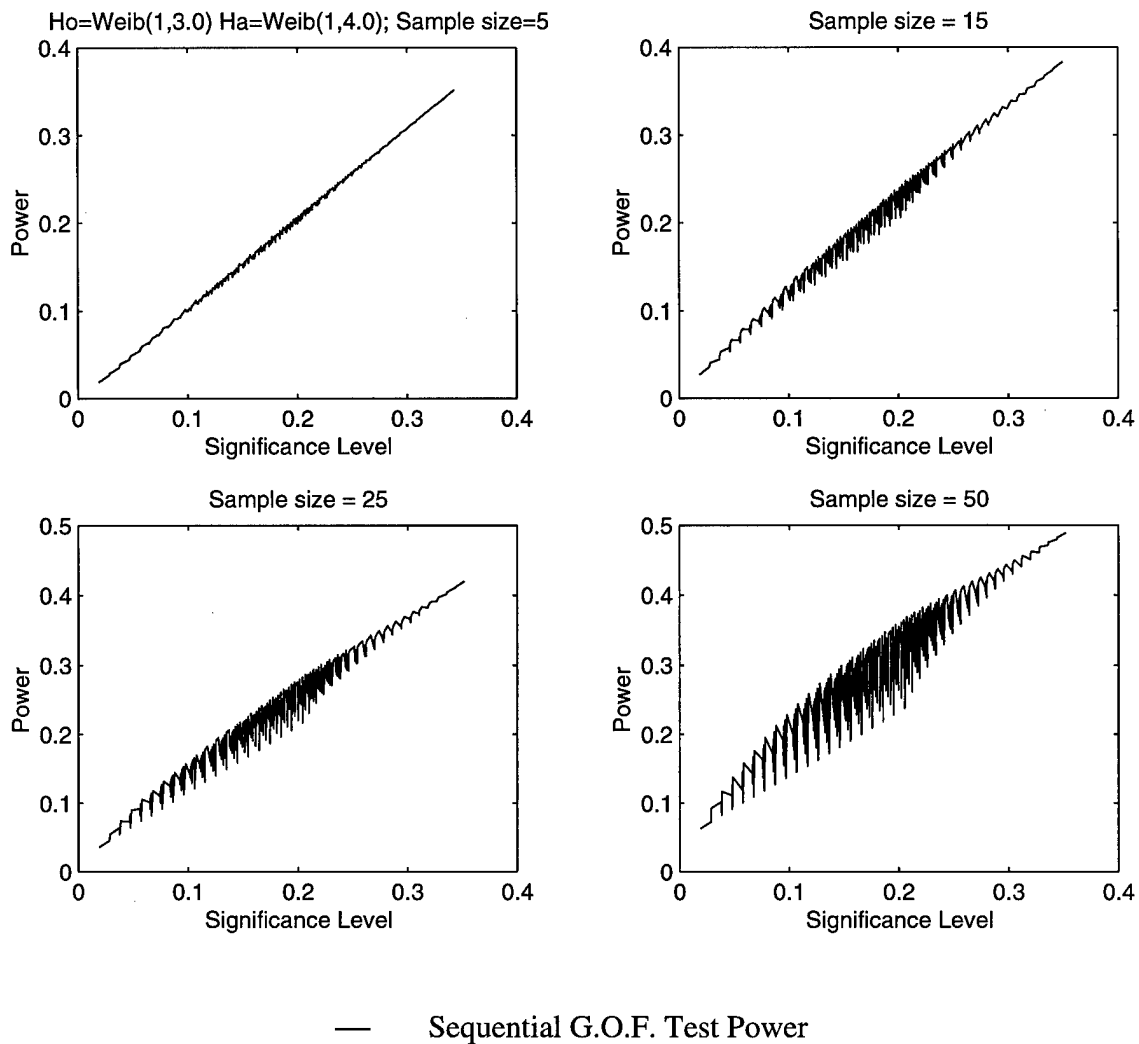 Ho=Weib(1,3.0) Ha=Weib(1,4.0); Sample size=5
0.4
0.3
0.2
0.1
0
Power
0 0.1 0.2 0.3 0.4
Significance Level
Sample size = 15
0.4
0.3
0.2
0.1
0
Power
0 0.1 0.2 0.3 0.4
Significance Level
Sample size = 25
0.5
0.4
0.3
0.2
0.1
0
Power
0 0.1 0.2 0.3 0.4
Significance Level
Sample size = 50
0.5
0.4
0.3
0.2
0.1
0
Power
0 0.1 0.2 0.3 0.4
Significance Level
Sequential G.O.F. Test Power